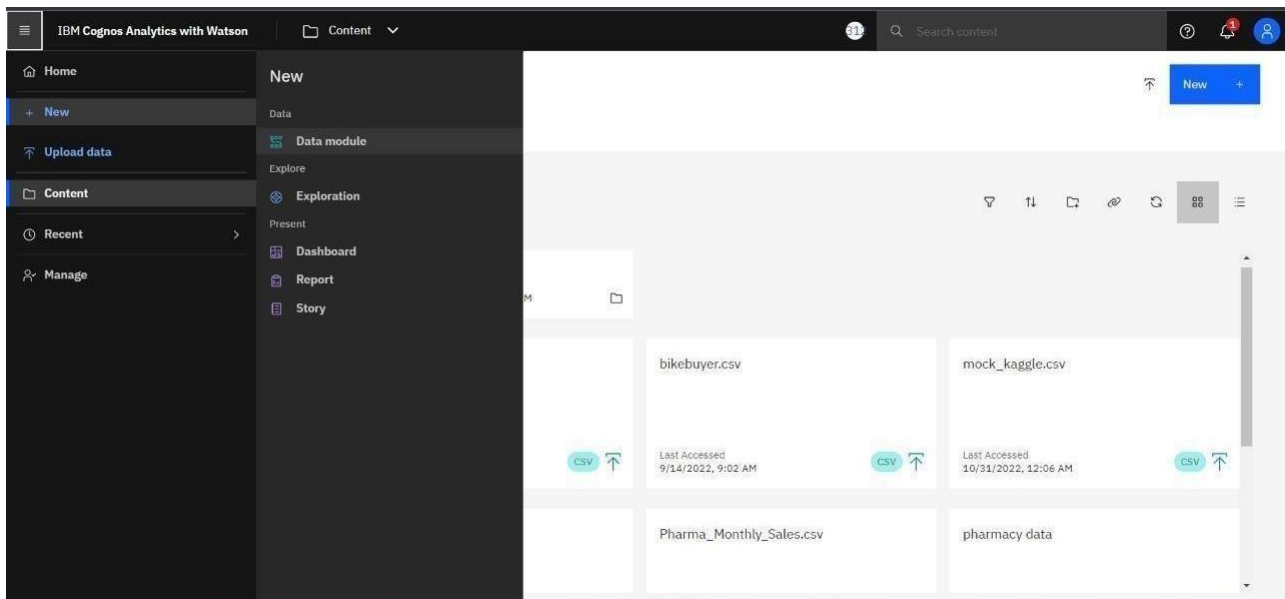 IBM Cognos Analytics with Watson
Content
Search content
1
Home
New
Upload data
Content
Recent
Manage
New
Data
Data module
Explore
Exploration
Present
Dashboard
Report
Story
New +
M
CSV
bikebuyer.csv
Last Accessed
9/14/2022, 9:02 AM
CSV
mock_kaggle.csv
Last Accessed
10/31/2022, 12:06 AM
CSV
Pharma_Monthly_Sales.csv
pharmacy data